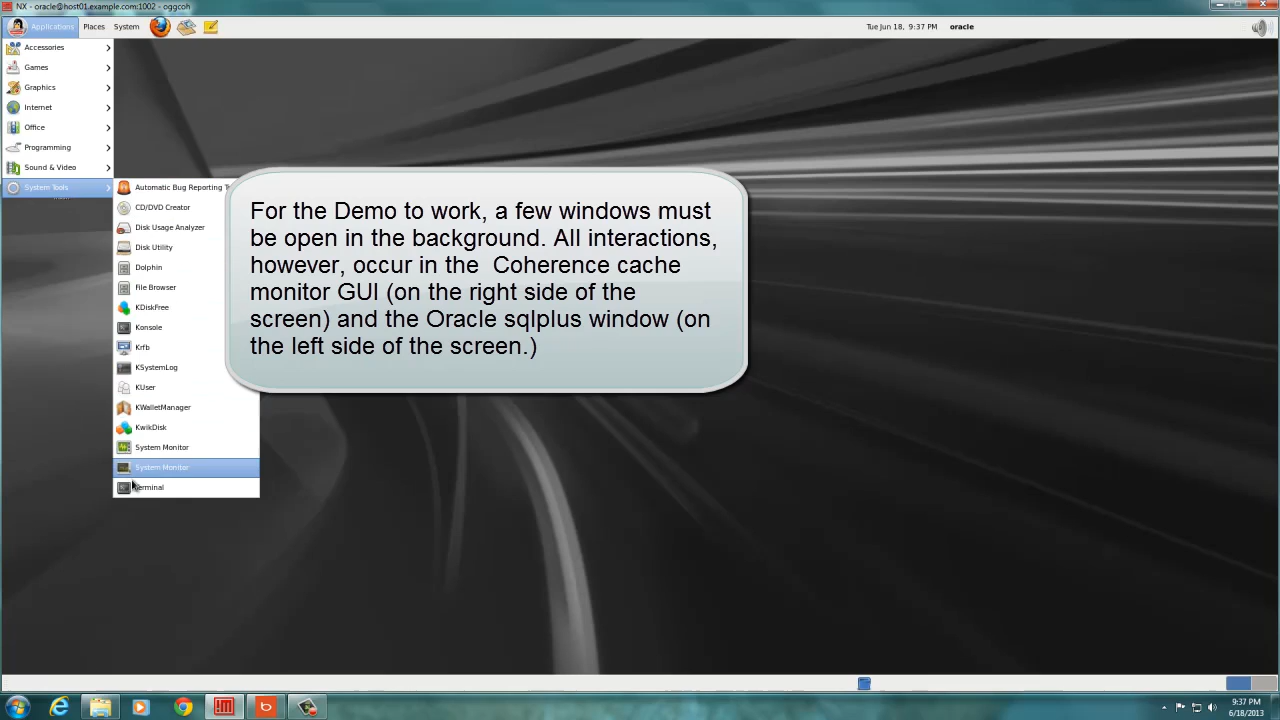 NX - oracle@host01.example.com:1002 - oggcoh
Applications Places System
Tue Jun 18, 9:37 PM oracle
Accessories
Games
Graphics
Internet
Office
Programming
Sound & Video
System Tools
Automatic Bug Reporting T
CD/DVD Creator
Disk Usage Analyzer
Disk Utility
Dolphin
File Browser
KDiskFree
Konsole
Krfb
KSystemLog
KUser
KWalletManager
KwikDisk
System Monitor
System Monitor
Terminal
For the Demo to work, a few windows must
be open in the background. All interactions,
however, occur in the Coherence cache
monitor GUI (on the right side of the
screen) and the Oracle sqlplus window (on
the left side of the screen.)
9:37 PM
6/18/2013